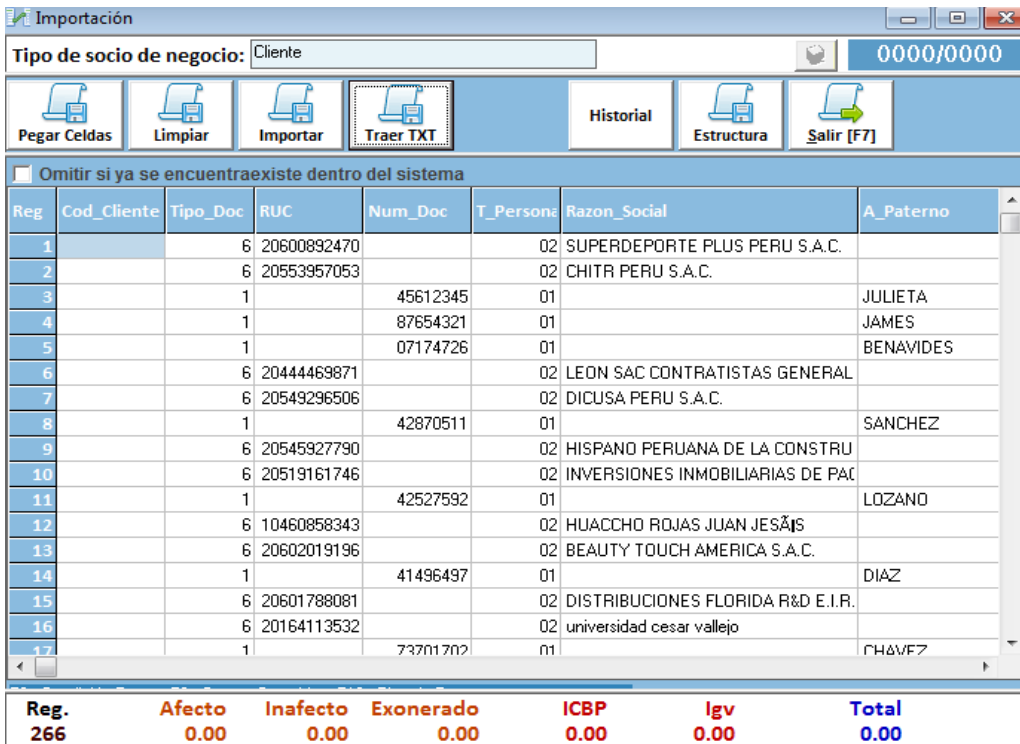 Importación
Tipo de socio de negocio: Cliente 0000/0000
Pegar Celdas Limpiar Importar Traer TXT Historial Estructura Salir [F7]
Omitir si ya se encuentraexiste dentro del sistema
Reg Cod_Cliente Tipo_Doc RUC Num_Doc T_Persona Razon_Social A_Paterno
1 6 20600892470 02 SUPERDEPORTE PLUS PERU S.A.C.
2 6 20553957053 02 CHITR PERU S.A.C.
3 1 45612345 01 JULIETA
4 1 87654321 01 JAMES
5 1 07174726 01 BENAVIDES
6 6 20444469871 02 LEON SAC CONTRATISTAS GENERAL
7 6 20549296506 02 DICUSA PERU S.A.C.
8 1 42870511 01 SANCHEZ
9 6 20545927790 02 HISPANO PERUANA DE LA CONSTRU
10 6 20519161746 02 INVERSIONES INMOBILIARIAS DE PAC
11 1 42527592 01 LOZANO
12 6 10460858343 02 HUACCHO ROJAS JUAN
13 6 20602019196 02 BEAUTY TOUCH AMERICA S.A.C.
14 1 41496497 01 DIAZ
15 6 20601788081 02 DISTRIBUCIONES FLORIDA R&D E.I.R.
16 6 20164113532 02 universidad cesar vallejo
17 1 73701702 01 CHAVEZ
Reg. Afecto Inafecto Exonerado ICBP Igv Total
266 0.00 0.00 0.00 0.00 0.00 0.00